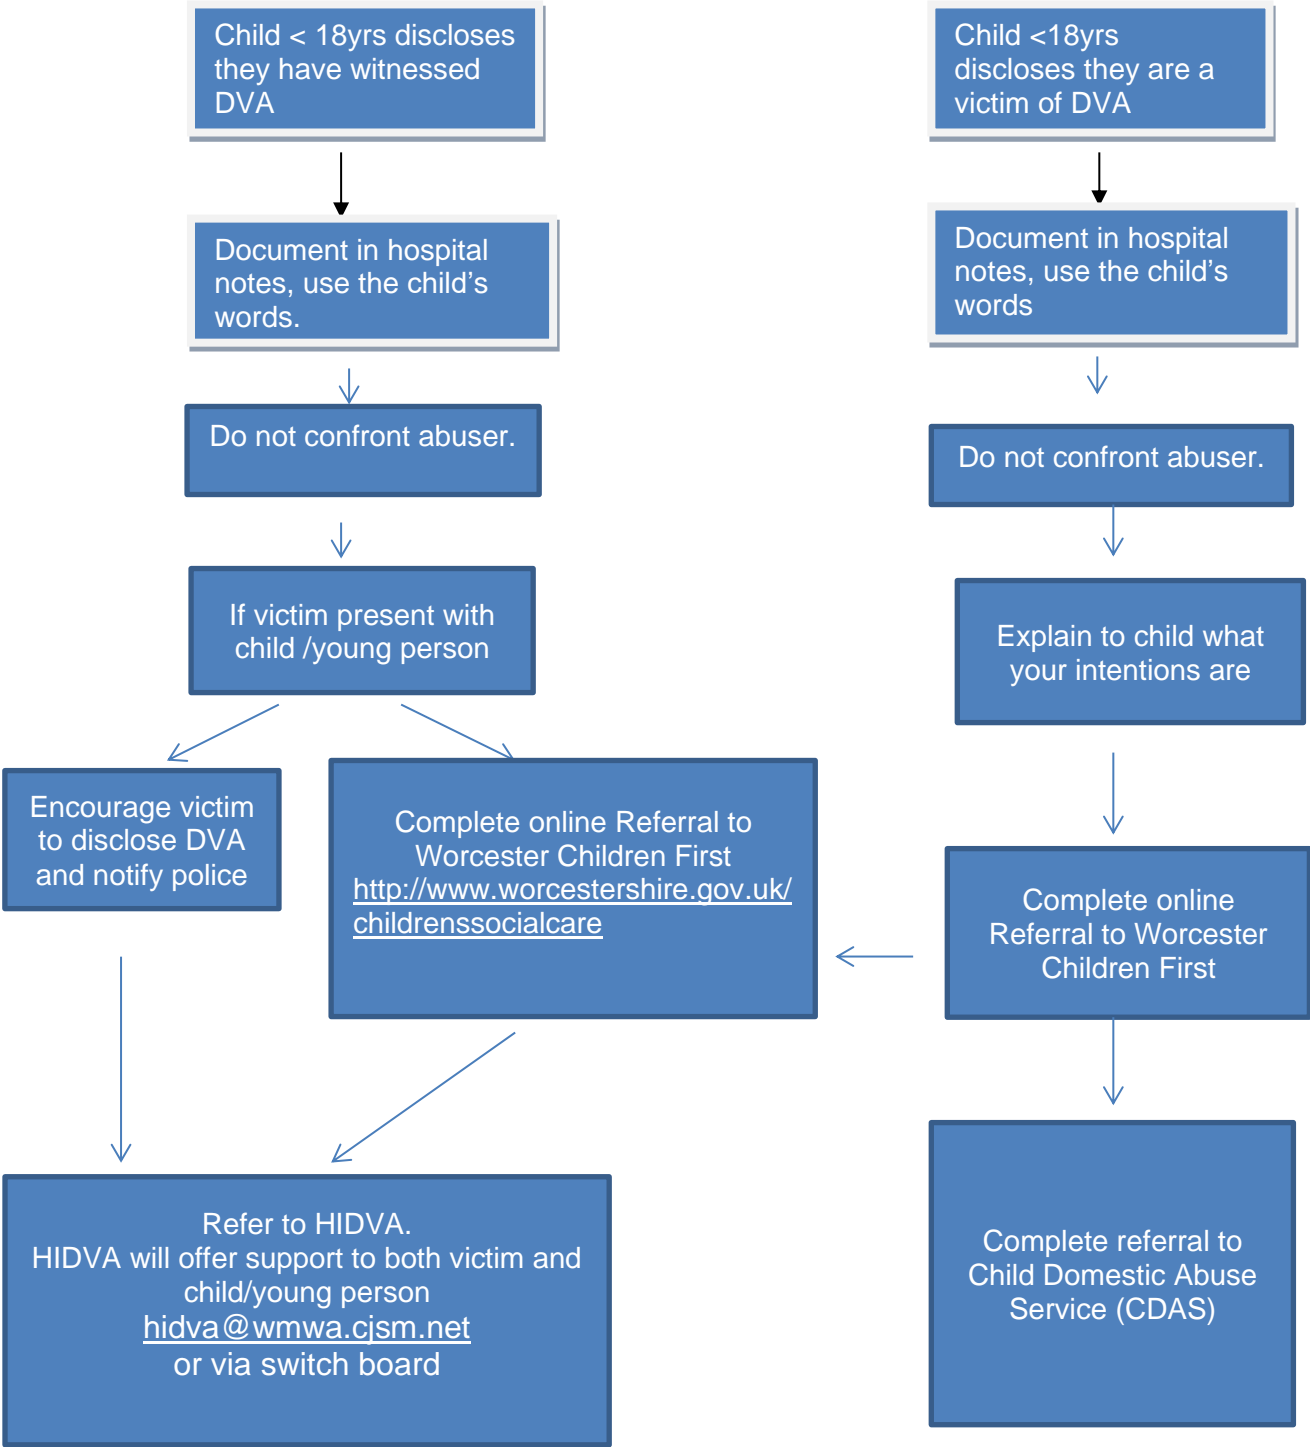 Child < 18yrs discloses
they have witnessed
DVA
Document in hospital
notes, use the child’s
words.
Do not confront abuser.
If victim present with
child /young person
Encourage victim
to disclose DVA
and notify police
Complete online Referral to
Worcester Children First
http://www.worcestershire.gov.uk/
childrenssocialcare
Refer to HIDVA.
HIDVA will offer support to both victim and
child/young person
hidva@wmwa.cjsm.net
or via switch board
Child <18yrs
discloses they are a
victim of DVA
Document in hospital
notes, use the child’s
words
Do not confront abuser.
Explain to child what
your intentions are
Complete online
Referral to Worcester
Children First
Complete referral to
Child Domestic Abuse
Service (CDAS)